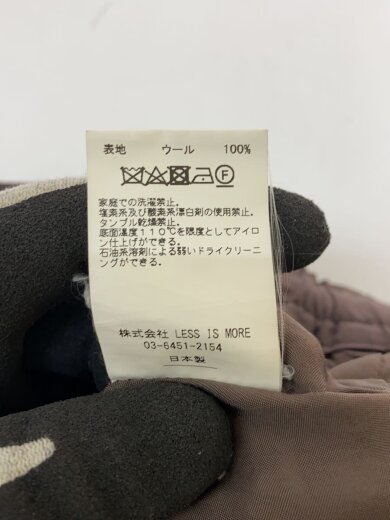 表地 ウール 100%
F
家庭での洗濯禁止。
塩素系及び酸素系漂白剤の使用禁止。
タンブル乾燥禁止。
底面温度110℃を限度としてアイロン
仕上げができる。
石油系溶剤による弱いドライクリーニ
ングができる。
株式会社 LESS IS MORE
03-6451-2154
日本製